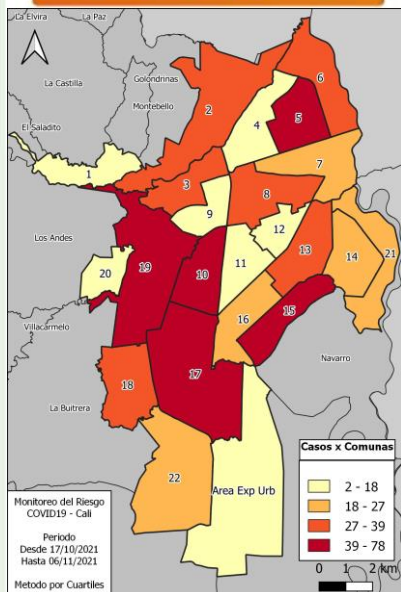 La Elvira
La Paz
La Castilla
Golondrinas
Montebello
El Saladito
6
2
4
5
1
7
3
8
9
12
Los Andes
19
10
11
13
14
21
20
16
15
Villacarmelo
Navarro
17
18
La Buitrera
22
Area Exp Urb
Casos x Comunas
2 - 18
18 - 27
27 - 39
39 - 78
Monitoreo del Riesgo
COVID19 - Cali
Periodo
Desde 17/10/2021
Hasta 06/11/2021
Metodo por Cuartiles
0 1 2 km